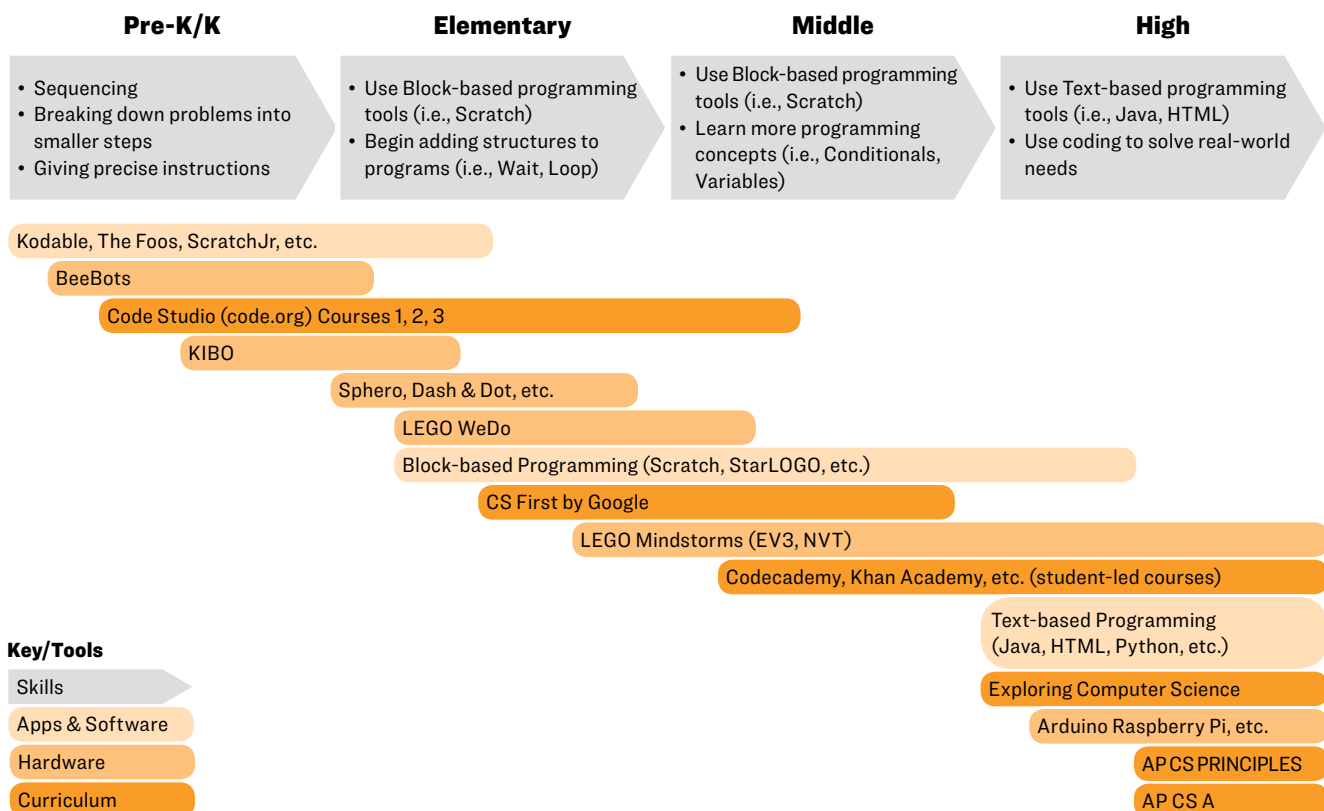 Pre-K/K
Elementary
Middle
High
• Sequencing
• Breaking down problems into
smaller steps
• Giving precise instructions
• Use Block-based programming
tools (i.e., Scratch)
• Begin adding structures to
programs (i.e., Wait, Loop)
• Use Block-based programming
tools (i.e., Scratch)
• Learn more programming
concepts (i.e., Conditionals,
Variables)
• Use Text-based programming
tools (i.e., Java, HTML)
• Use coding to solve real-world
needs
Kodable, The Foos, ScratchJr, etc.
BeeBots
Code Studio (code.org) Courses 1, 2, 3
KIBO
Sphero, Dash & Dot, etc.
LEGO WeDo
Block-based Programming (Scratch, StarLOGO, etc.)
CS First by Google
LEGO Mindstorms (EV3, NVT)
Codecademy, Khan Academy, etc. (student-led courses)
Text-based Programming
(Java, HTML, Python, etc.)
Exploring Computer Science
Arduino Raspberry Pi, etc.
AP CS PRINCIPLES
AP CS A
Key/Tools
Skills
Apps & Software
Hardware
Curriculum